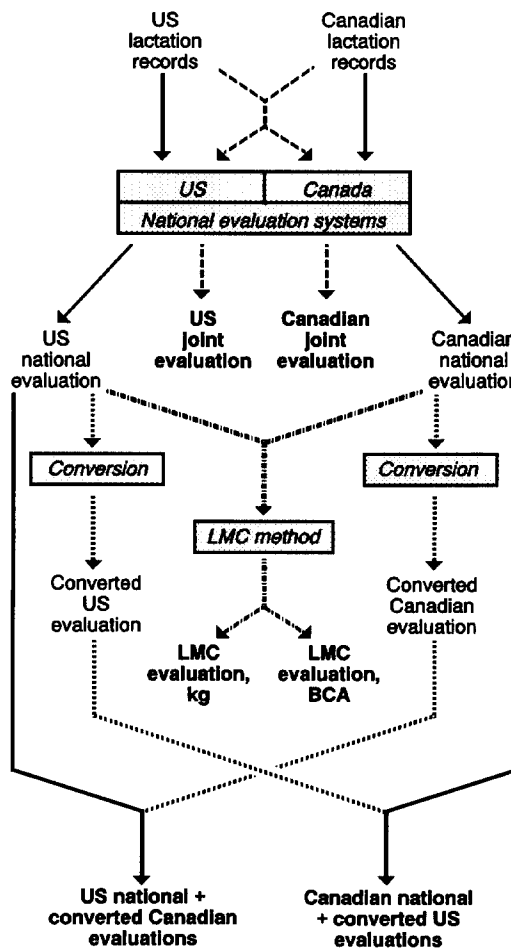 US
lactation
records
Canadian
lactation
records
US
Canada
National evaluation systems
US
joint
evaluation
Canadian
joint
evaluation
US
national
evaluation
Canadian
national
evaluation
Conversion
Conversion
LMC method
Converted
US
evaluation
Converted
Canadian
evaluation
LMC
evaluation,
kg
LMC
evaluation,
BCA
US national +
converted Canadian
evaluations
Canadian national
+ converted US
evaluations